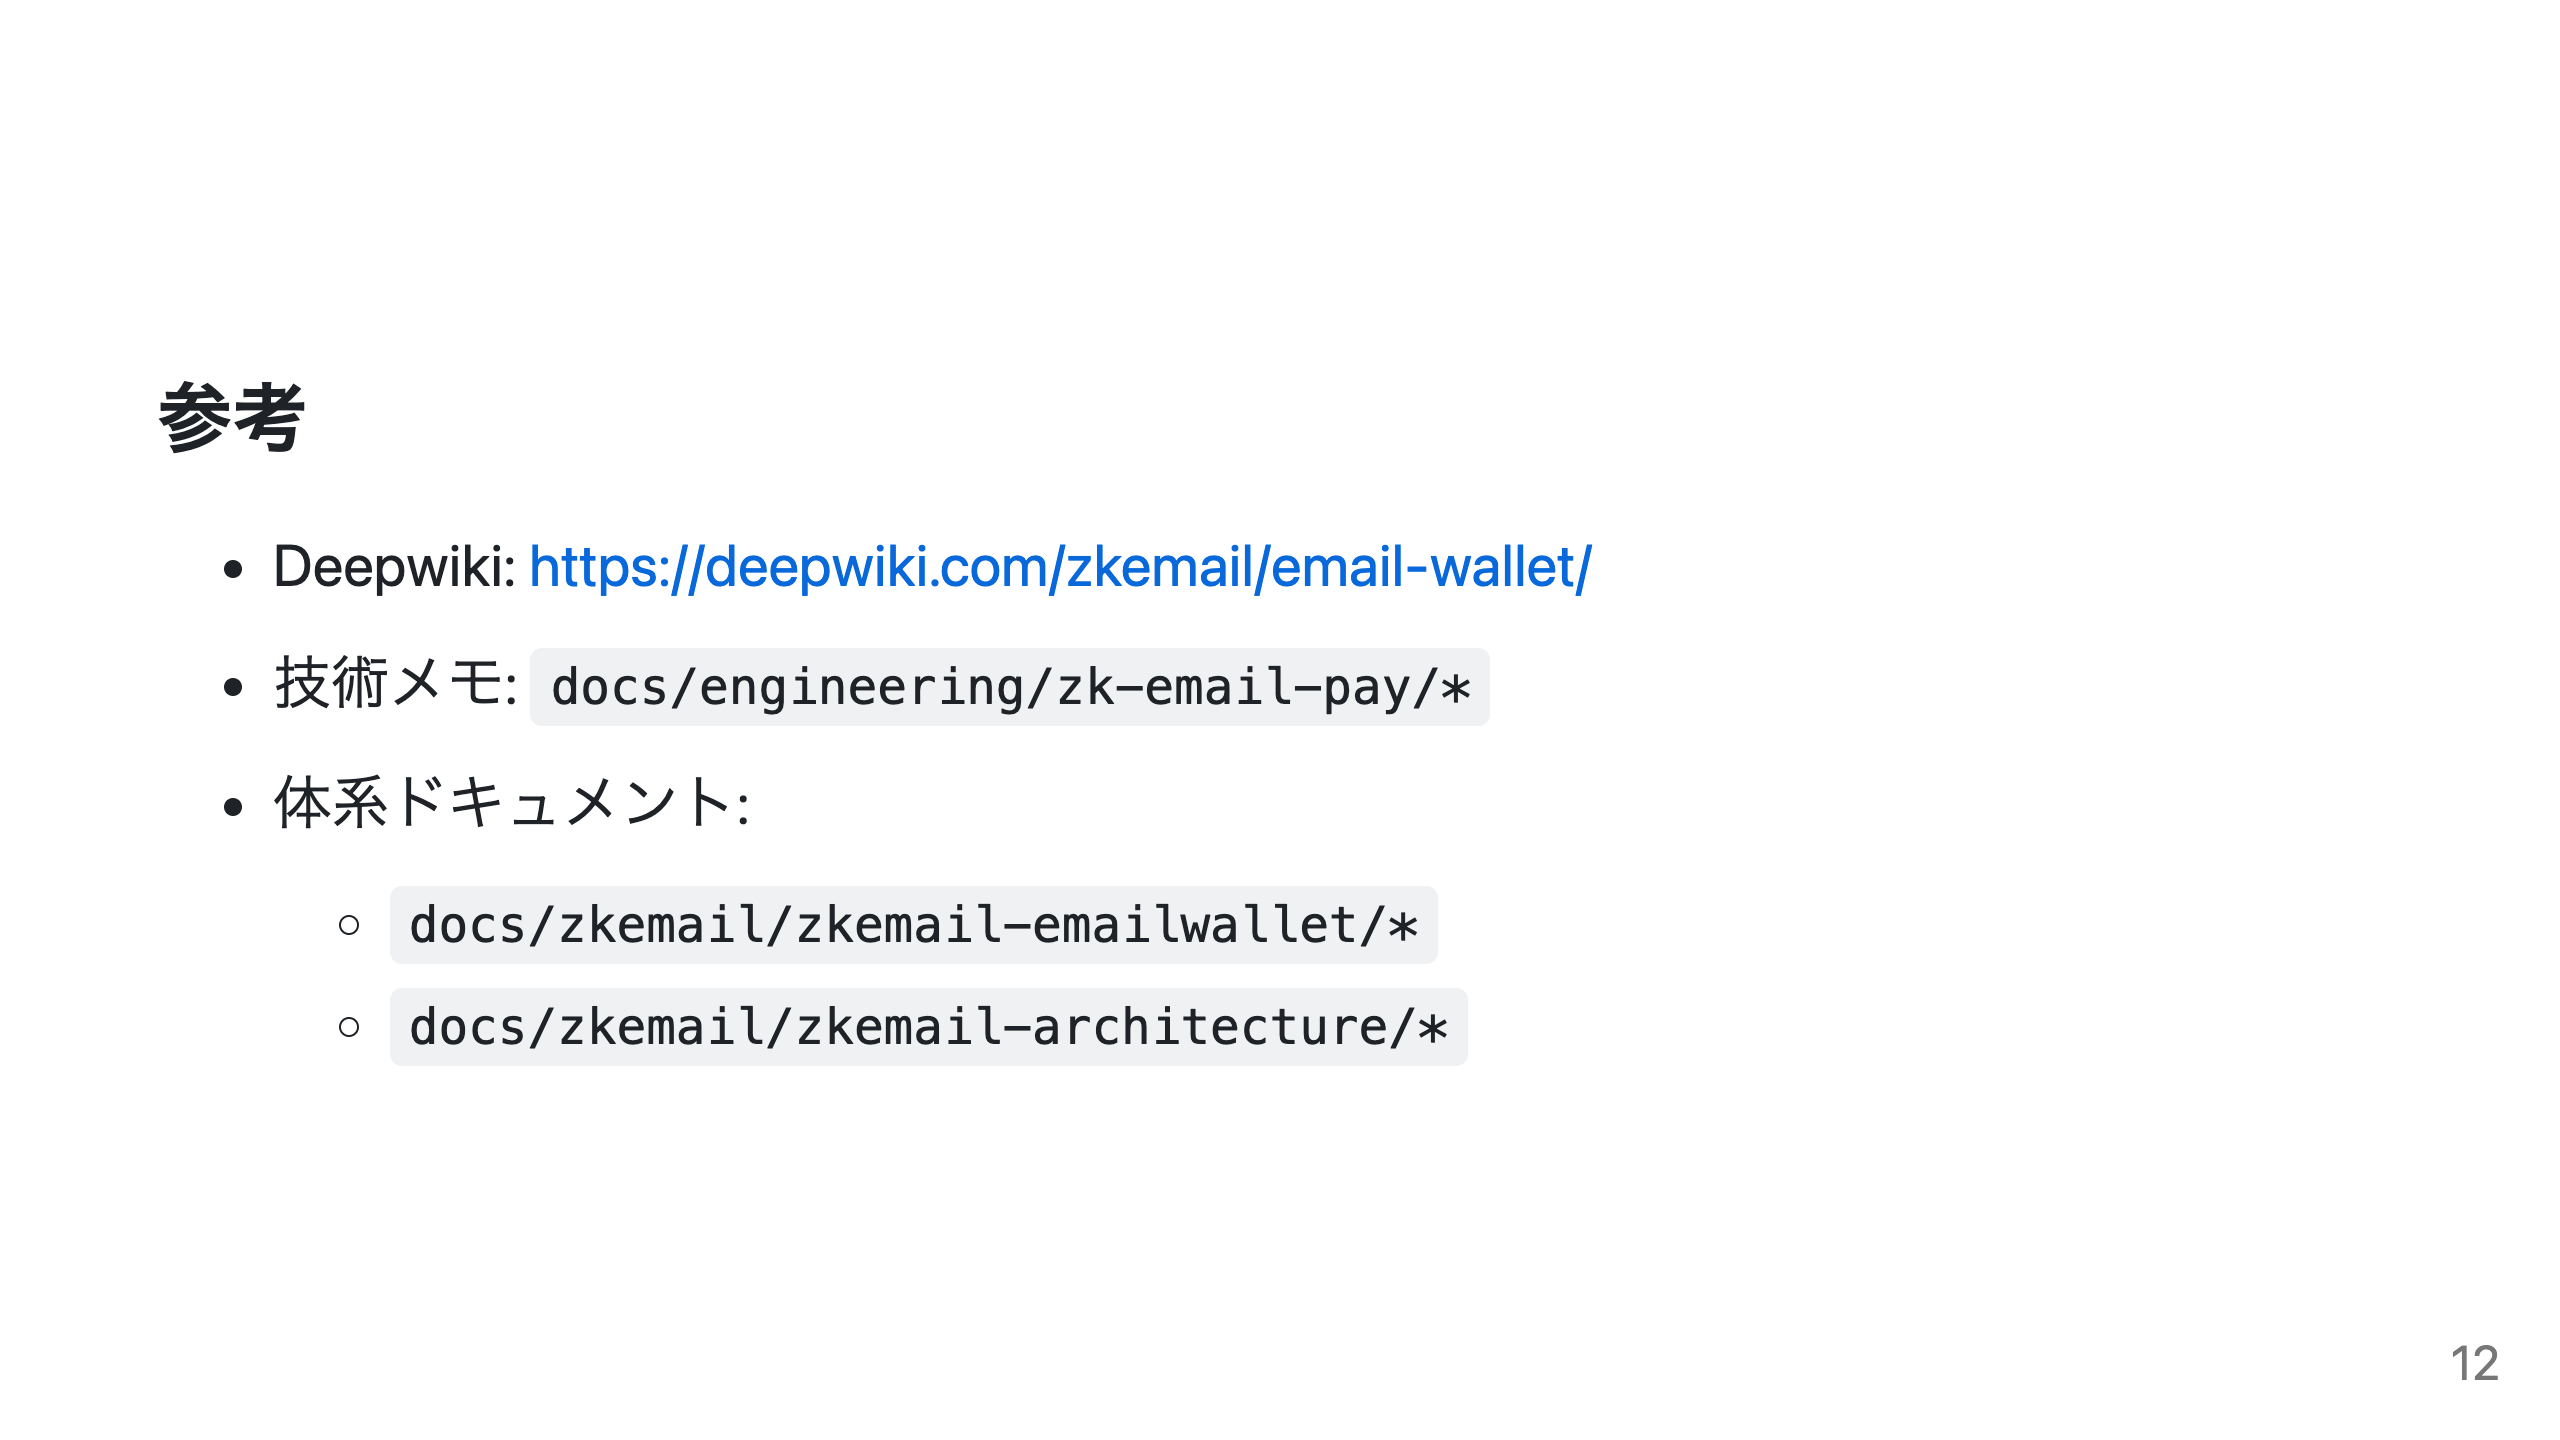 参考
Deepwiki: https://deepwiki.com/zkemail/email-wallet/
技術メモ: docs/engineering/zk-email-pay/*
体系ドキュメント:
docs/zkemail/zkemail-emailwallet/*
docs/zkemail/zkemail-architecture/*
12